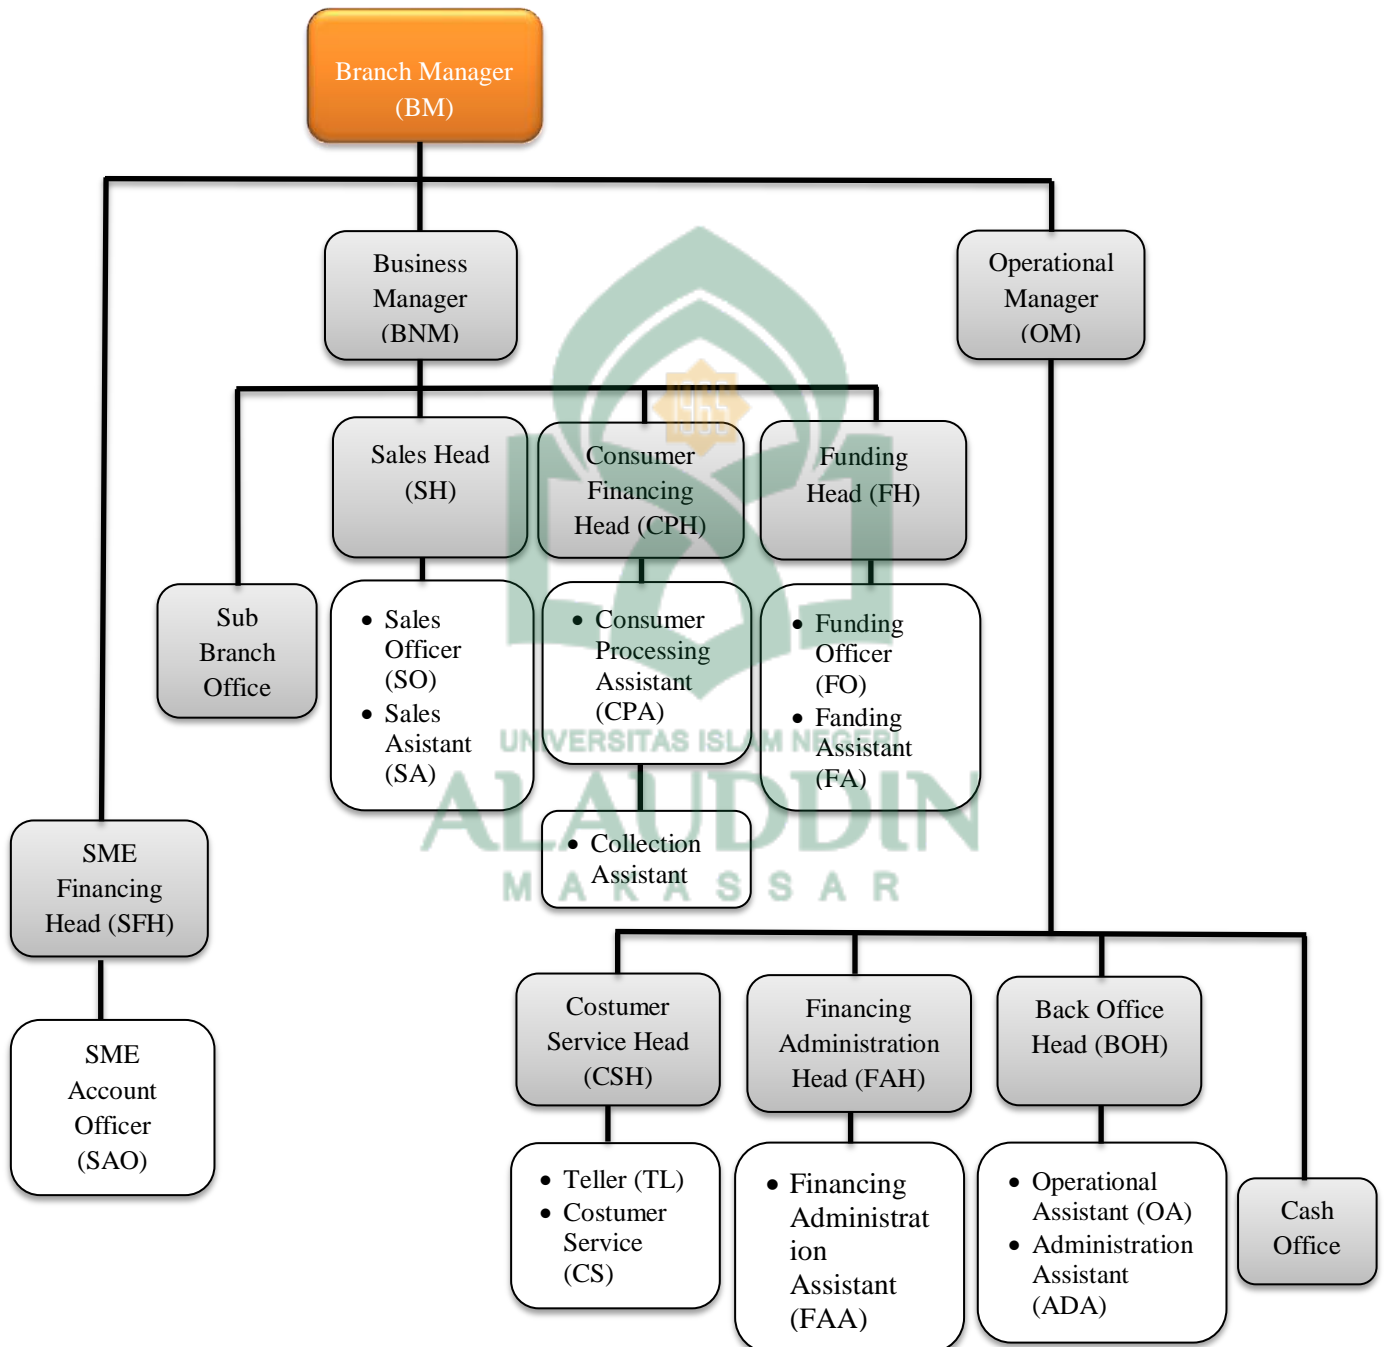 Branch Manager
(BM)
Business
Manager
(BNM)
Operational
Manager
(OM)
1965
Sales Head
(SH)
Consumer
Financing
Head (CPH)
Funding
Head (FH)
Sub
Branch
Office
• Sales
Officer
(SO)
• Sales
Asistant
(SA)
• Consumer
Processing
Assistant
(CPA)
• Funding
Officer
(FO)
• Fanding
Assistant
(FA)
UNIVERSITAS ISLAM NEGERI
ALAUDDIN
MAKASSAR
• Collection
Assistant
SME
Financing
Head (SFH)
SME
Account
Officer
(SAO)
Costumer
Service Head
(CSH)
Financing
Administration
Head (FAH)
Back Office
Head (BOH)
• Teller (TL)
• Costumer
Service
(CS)
• Financing
Administrat
ion
Assistant
(FAA)
• Operational
Assistant (OA)
• Administration
Assistant
(ADA)
Cash
Office